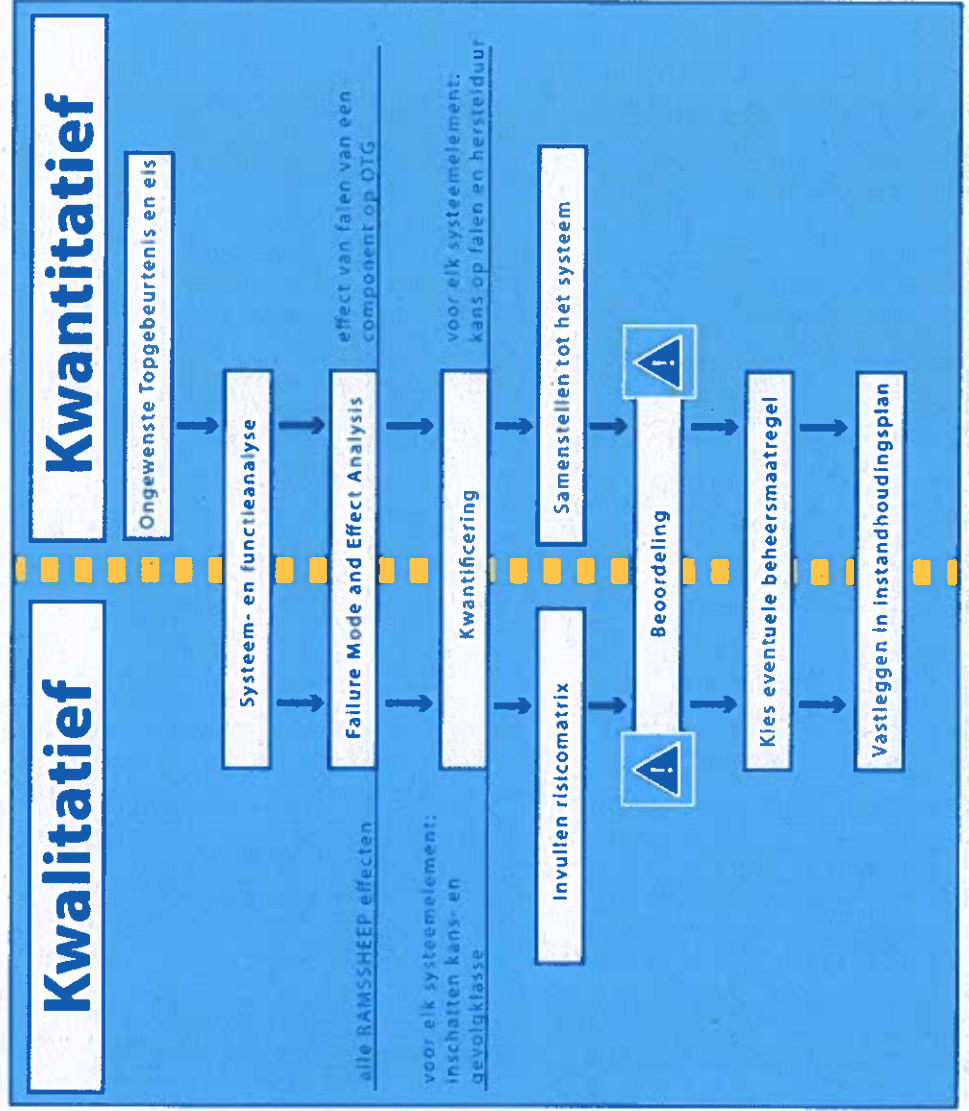 Kwalitatief
Kwantitatief
Ongewenste Topgebeurtenis en eis
Systeem- en functieanalyse
Failure Mode and Effect Analysis
alle RAMSSHEEP effecten
effect van falen van een
component op OTG
Kwantificering
voor elk systeemelement:
inschatten kans- en
gevolgklasse
voor elk systeemelement:
kans op falen en herstelduur
Invullen risicomatrix
Samenstellen tot het systeem
!
Beoordeling
!
Kies eventuele beheersmaatregel
Vastleggen in instandhoudingsplan